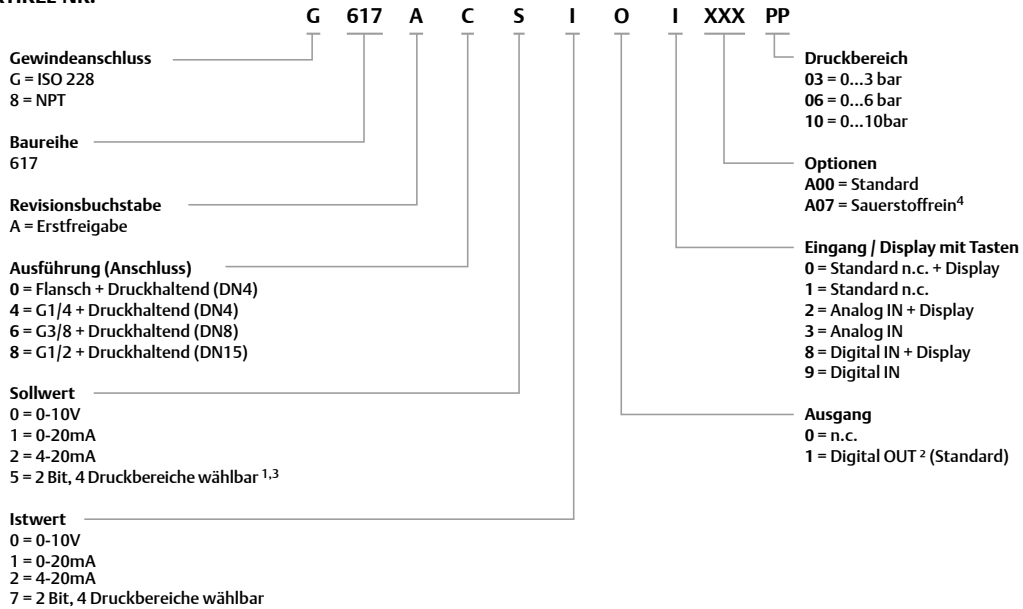 G 617 A C S I O I XXX PP
Gewindeanschluss
G = ISO 228
8 = NPT
Baureihe
617
Revisionsbuchstabe
A = Erstfreigabe
Ausführung (Anschluss)
0 = Flansch + Druckhaltend (DN4)
4 = G1/4 + Druckhaltend (DN4)
6 = G3/8 + Druckhaltend (DN8)
8 = G1/2 + Druckhaltend (DN15)
Sollwert
0 = 0-10V
1 = 0-20mA
2 = 4-20mA
5 = 2 Bit, 4 Druckbereiche wählbar 1,3
Istwert
0 = 0-10V
1 = 0-20mA
2 = 4-20mA
7 = 2 Bit, 4 Druckbereiche wählbar
Druckbereich
03 = 0...3 bar
06 = 0...6 bar
10 = 0...10bar
Optionen
A00 = Standard
A07 = Sauerstoffrein4
Eingang / Display mit Tasten
0 = Standard n.c. + Display
1 = Standard n.c.
2 = Analog IN + Display
3 = Analog IN
8 = Digital IN + Display
9 = Digital IN
Ausgang
0 = n.c.
1 = Digital OUT 2 (Standard)